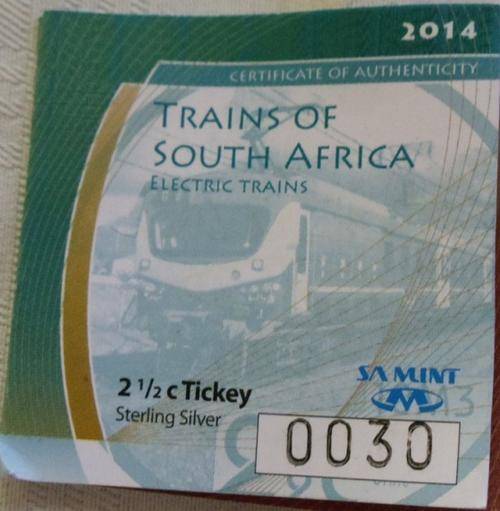 2014
CERTIFICATE OF AUTHENTICITY
TRAINS OF
SOUTH AFRICA
ELECTRIC TRAINS
2 ½ c Tickey
Sterling Silver
SA MINT
0030